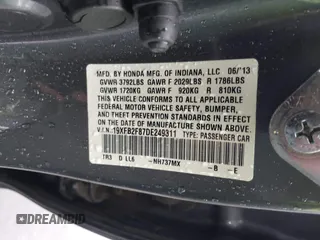 MFD. BY HONDA MFG. OF INDIANA, LLC 06/'13
GVWR 3792LBS GAWR F 2029LBS R 1786LBS
GVWR 1720KG GAWR F 920KG R 810KG
THIS VEHICLE CONFORMS TO ALL APPLICABLE
FEDERAL MOTOR VEHICLE SAFETY, BUMPER,
AND THEFT PREVENTION STANDARDS IN EFFECT
ON THE DATE OF MANUFACTURE SHOWN ABOVE.
V.I.N.: 19XFB2F87DE249311 TYPE: PASSENGER CAR
TR3 D LL6 -NH737MX -B -E
DREAMBID